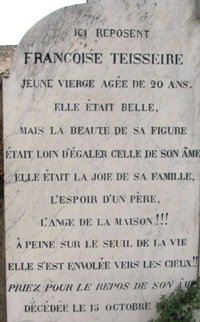 ICI REPOSENT
FRANÇOISE TEISSEIRE
JEUNE VIERGE AGÉE DE 20 ANS.
ELLE ÉTAIT BELLE,
MAIS LA BEAUTÉ DE SA FIGURE
ÉTAIT LOIN D'ÉGALER CELLE DE SON ÂME
ELLE ÉTAIT LA JOIE DE SA FAMILLE,
L'ESPOIR D'UN PÈRE,
L'ANGE DE LA MAISON!!!
À PEINE SUR LE SEUIL DE LA VIE
ELLE S'EST ENVOLÉE VERS LES CIEUX!!
PRIEZ POUR LE REPOS DE SON ÂME
DÉCÉDÉE LE 15 OCTOBRE